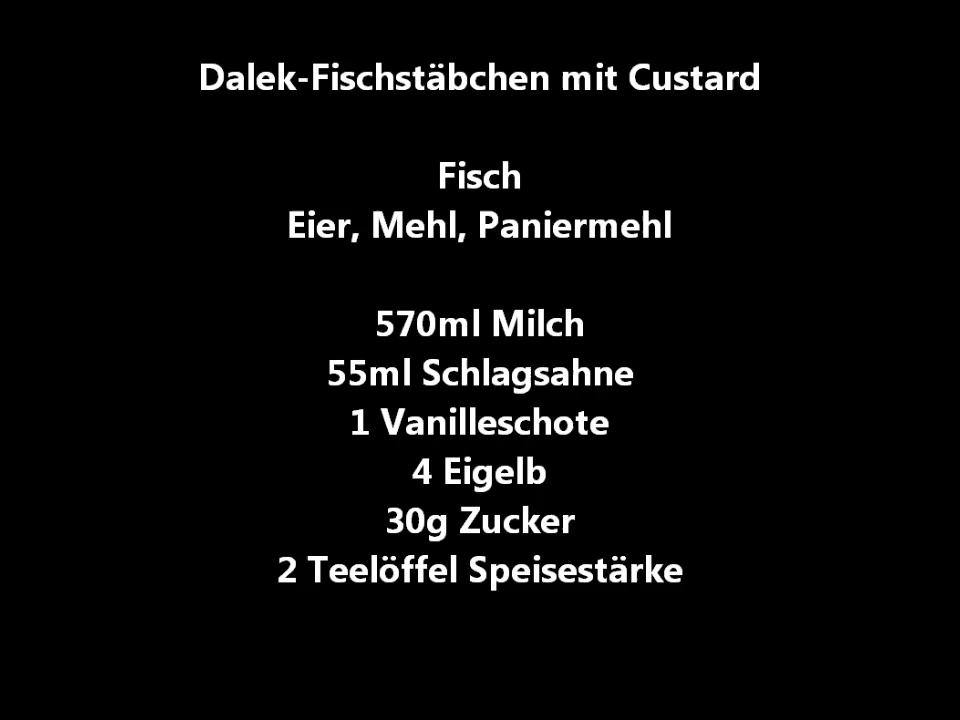 Dalek-Fischstäbchen mit Custard
Fisch
Eier, Mehl, Paniermehl
570ml Milch
55ml Schlagsahne
1 Vanilleschote
4 Eigelb
30g Zucker
2 Teelöffel Speisestärke